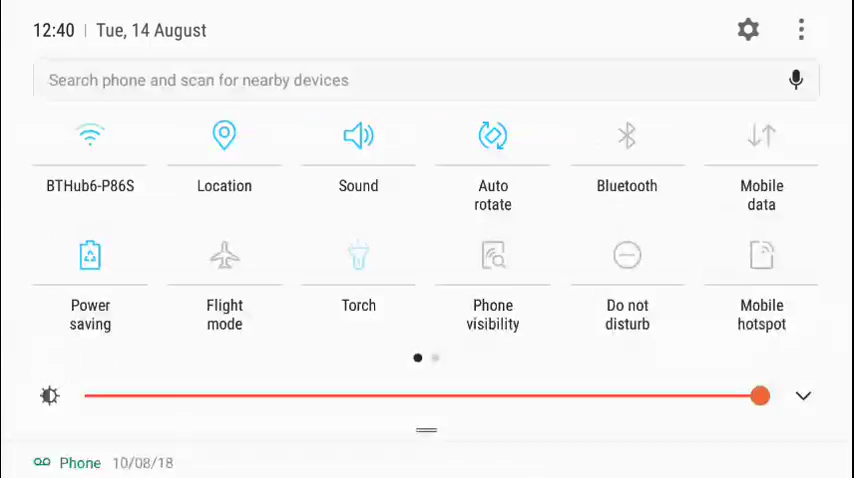 12:40 | Tue, 14 August
Search phone and scan for nearby devices
BTHub6-P86S Location Sound Auto rotate Bluetooth Mobile data
Power saving Flight mode Torch Phone visibility Do not disturb Mobile hotspot
Phone 10/08/18